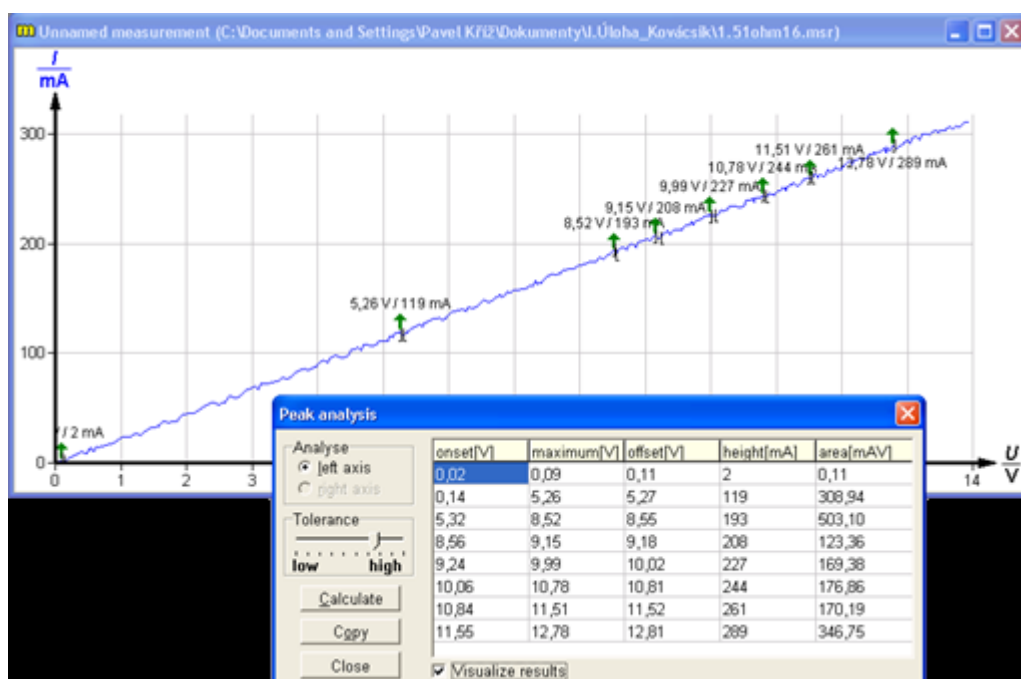 Unnamed measurement (C:\Documents and Settings\Pavel Kříž\Dokumenty\I.Úloha_Kovácsik\1.51ohm16.msr)
I
mA
300
200
100
0
/ 2 mA
5,26 V / 119 mA
8,52 V / 193 mA
9,15 V / 208 mA
9,99 V / 227 mA
10,78 V / 244 mA
11,51 V / 261 mA
12,78 V / 289 mA
0 1 2 3 14
U
V
Peak analysis
Analyse
left axis
right axis
Tolerance
low high
Calculate
Copy
Close
onset[V] maximum[V] offset[V] height[mA] area[mAV]
0,02 0,09 0,11 2 0,11
0,14 5,26 5,27 119 308,94
5,32 8,52 8,55 193 503,10
8,56 9,15 9,18 208 123,36
9,24 9,99 10,02 227 169,38
10,06 10,78 10,81 244 176,86
10,84 11,51 11,52 261 170,19
11,55 12,78 12,81 289 346,75
Visualize results